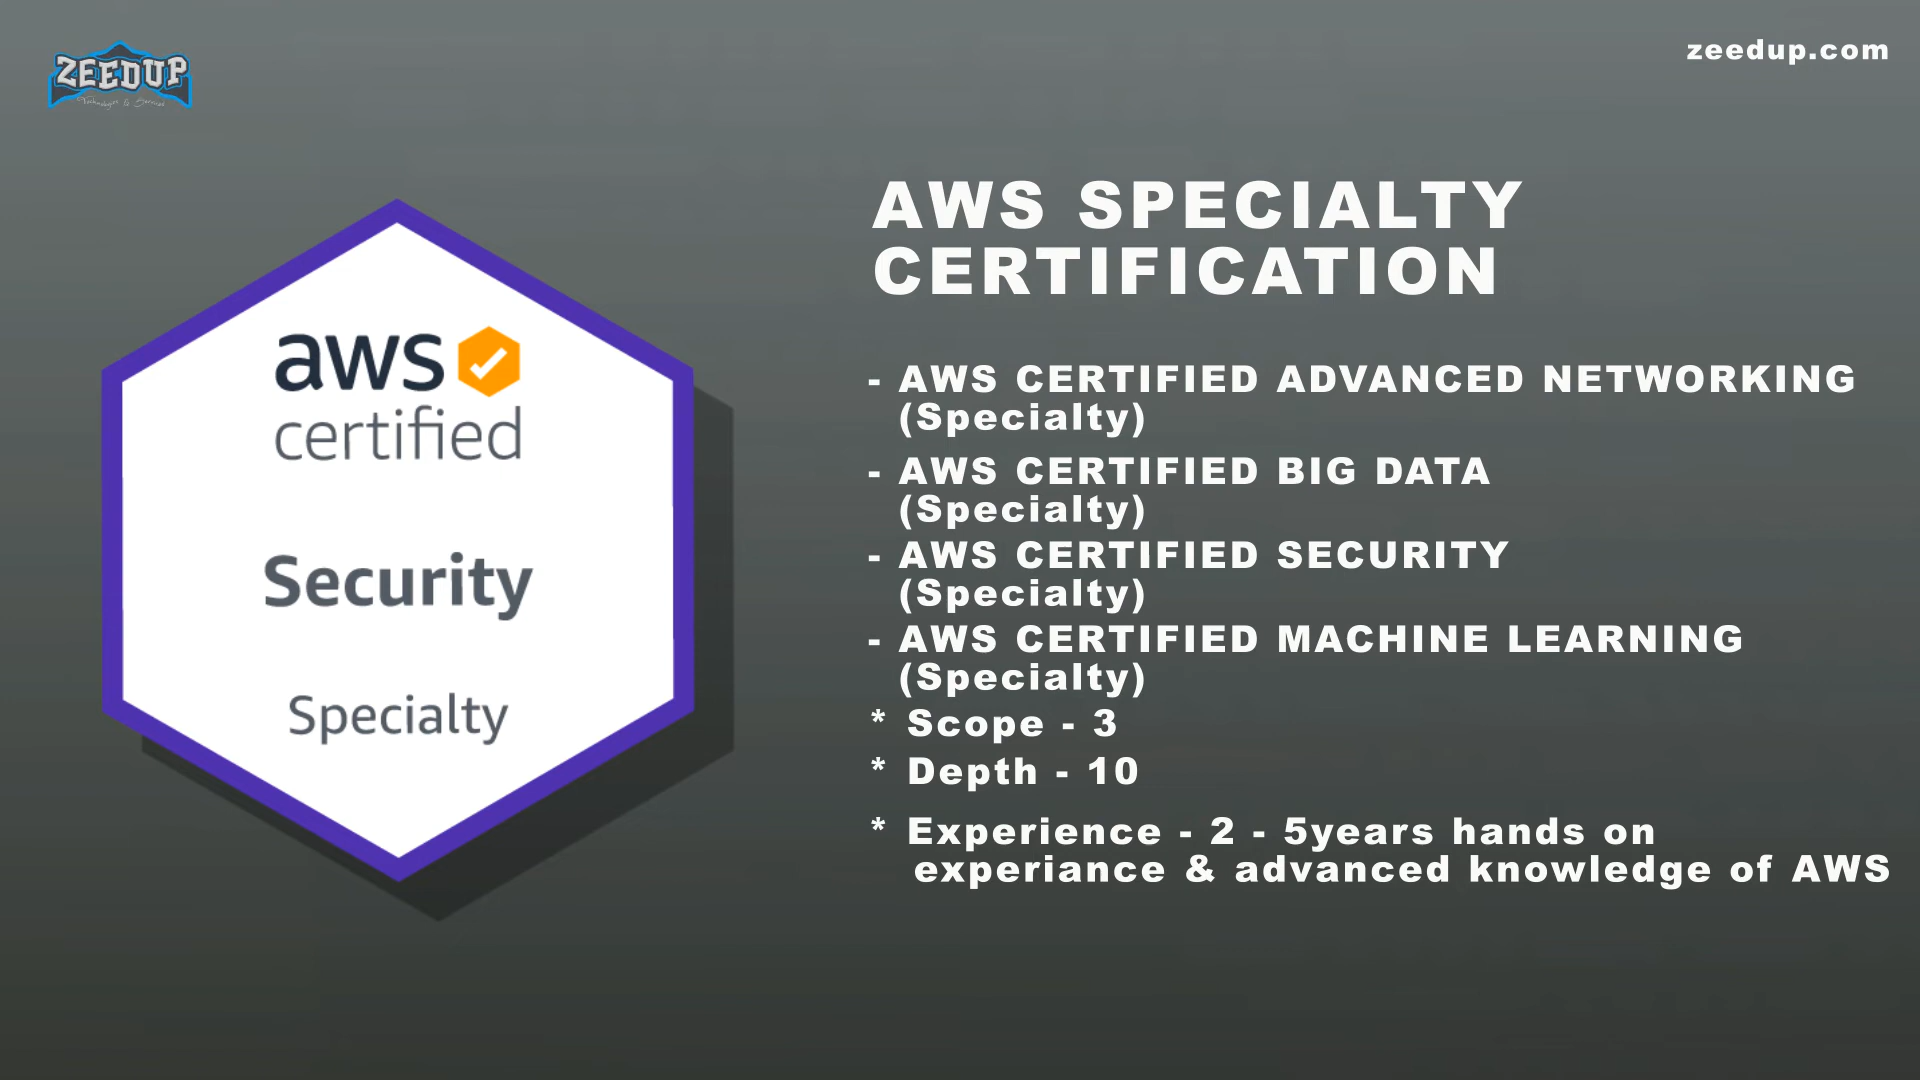 ZEEDUP
Technologies & Services
zeedup.com
aws
certified
Security
Specialty
AWS SPECIALTY
CERTIFICATION
- AWS CERTIFIED ADVANCED NETWORKING
(Specialty)
- AWS CERTIFIED BIG DATA
(Specialty)
- AWS CERTIFIED SECURITY
(Specialty)
- AWS CERTIFIED MACHINE LEARNING
(Specialty)
* Scope - 3
* Depth - 10
* Experience - 2 - 5years hands on
experiance & advanced knowledge of AWS